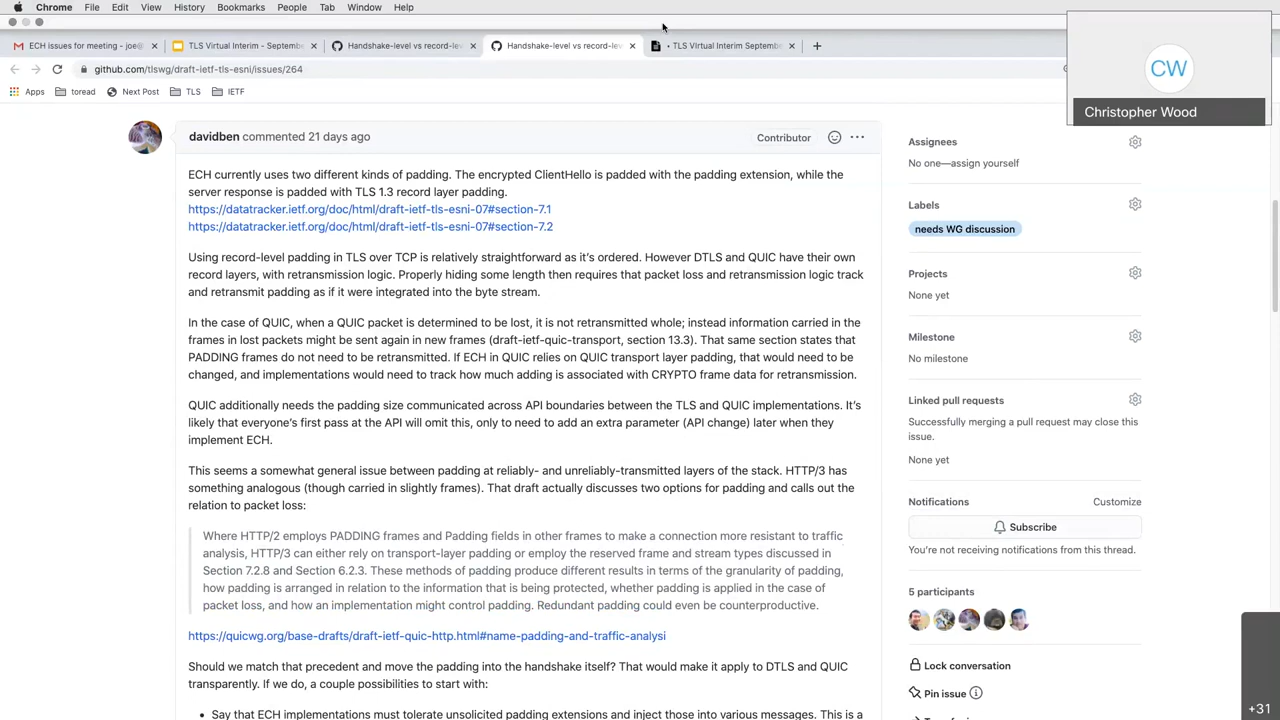 Chrome File Edit View History Bookmarks People Tab Window Help
ECH issues for meeting - joe@ × TLS Virtual Interim - Septemb × Handshake-level vs record-lev × Handshake-level vs record-lev × • TLS VIrtual Interim Septemb × +
github.com/tlswg/draft-ietf-tls-esni/issues/264
Apps toread Next Post TLS IETF
CW
Christopher Wood
davidben commented 21 days ago
Contributor
ECH currently uses two different kinds of padding. The encrypted ClientHello is padded with the padding extension, while the
server response is padded with TLS 1.3 record layer padding.
https://datatracker.ietf.org/doc/html/draft-ietf-tls-esni-07#section-7.1
https://datatracker.ietf.org/doc/html/draft-ietf-tls-esni-07#section-7.2
Using record-level padding in TLS over TCP is relatively straightforward as it's ordered. However DTLS and QUIC have their own
record layers, with retransmission logic. Properly hiding some length then requires that packet loss and retransmission logic track
and retransmit padding as if it were integrated into the byte stream.
In the case of QUIC, when a QUIC packet is determined to be lost, it is not retransmitted whole; instead information carried in the
frames in lost packets might be sent again in new frames (draft-ietf-quic-transport, section 13.3). That same section states that
PADDING frames do not need to be retransmitted. If ECH in QUIC relies on QUIC transport layer padding, that would need to be
changed, and implementations would need to track how much adding is associated with CRYPTO frame data for retransmission.
QUIC additionally needs the padding size communicated across API boundaries between the TLS and QUIC implementations. It's
likely that everyone's first pass at the API will omit this, only to need to add an extra parameter (API change) later when they
implement ECH.
This seems a somewhat general issue between padding at reliably- and unreliably-transmitted layers of the stack. HTTP/3 has
something analogous (though carried in slightly frames). That draft actually discusses two options for padding and calls out the
relation to packet loss:
Where HTTP/2 employs PADDING frames and Padding fields in other frames to make a connection more resistant to traffic
analysis, HTTP/3 can either rely on transport-layer padding or employ the reserved frame and stream types discussed in
Section 7.2.8 and Section 6.2.3. These methods of padding produce different results in terms of the granularity of padding,
how padding is arranged in relation to the information that is being protected, whether padding is applied in the case of
packet loss, and how an implementation might control padding. Redundant padding could even be counterproductive.
https://quicwg.org/base-drafts/draft-ietf-quic-http.html#name-padding-and-traffic-analysi
Should we match that precedent and move the padding into the handshake itself? That would make it apply to DTLS and QUIC
transparently. If we do, a couple possibilities to start with:
• Say that ECH implementations must tolerate unsolicited padding extensions and inject those into various messages. This is a
Assignees
No one—assign yourself
Labels
needs WG discussion
Projects
None yet
Milestone
No milestone
Linked pull requests
Successfully merging a pull request may close this
issue.
None yet
Notifications Customize
Subscribe
You're not receiving notifications from this thread.
5 participants
Lock conversation
Pin issue
+31